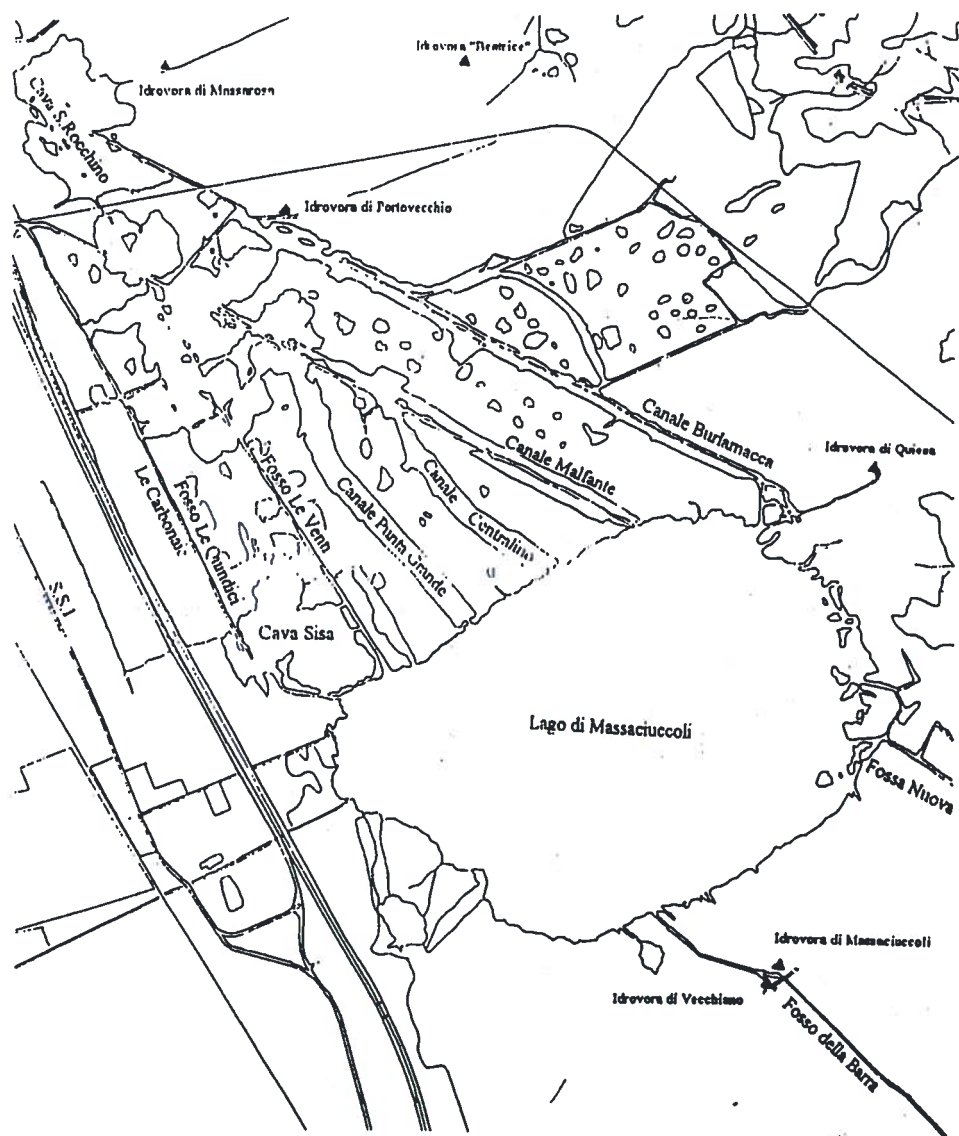 Idrovora "Beatrice"
Idrovora di Massarosa
Cava S.Rocchino
Idrovora di Portovecchio
Canale Burlamacca
Idrovora di Quiesa
Canale Malfante
Canale Centralino
Canale Punta Grande
Fosso Le Venti
Fosso Le Quindici
Le Carbonaie
S.S.1
Cava Sisa
Lago di Massaciuccoli
Fossa Nuova
Idrovora di Massaciuccoli
Idrovora di Vecchiano
Fosso della Barra